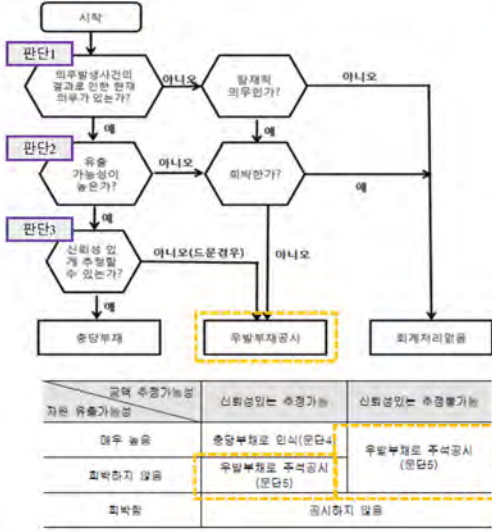 시작
판단1
의무발생사건의
결과로 인한 현재
의무가 있는가?
아니오
잠재적
의무인가?
아니오
예
예
판단2
유출
가능성이
높은가?
아니오
희박한가?
예
예
판단3
신뢰성 있
게 추정할
수 있는가?
아니오(드문경우)
아니오
예
충당부채
우발부채공시
회계처리없음
금액 추정가능성
자원 유출가능성
신뢰성있는 추정가능
신뢰성있는 추정불가능
매우 높음
충당부채로 인식(문단4
우발부채로 주석공시
(문단5)
희박하지 않음
우발부채로 주석공시
(문단5)
희박함
공시하지 않음